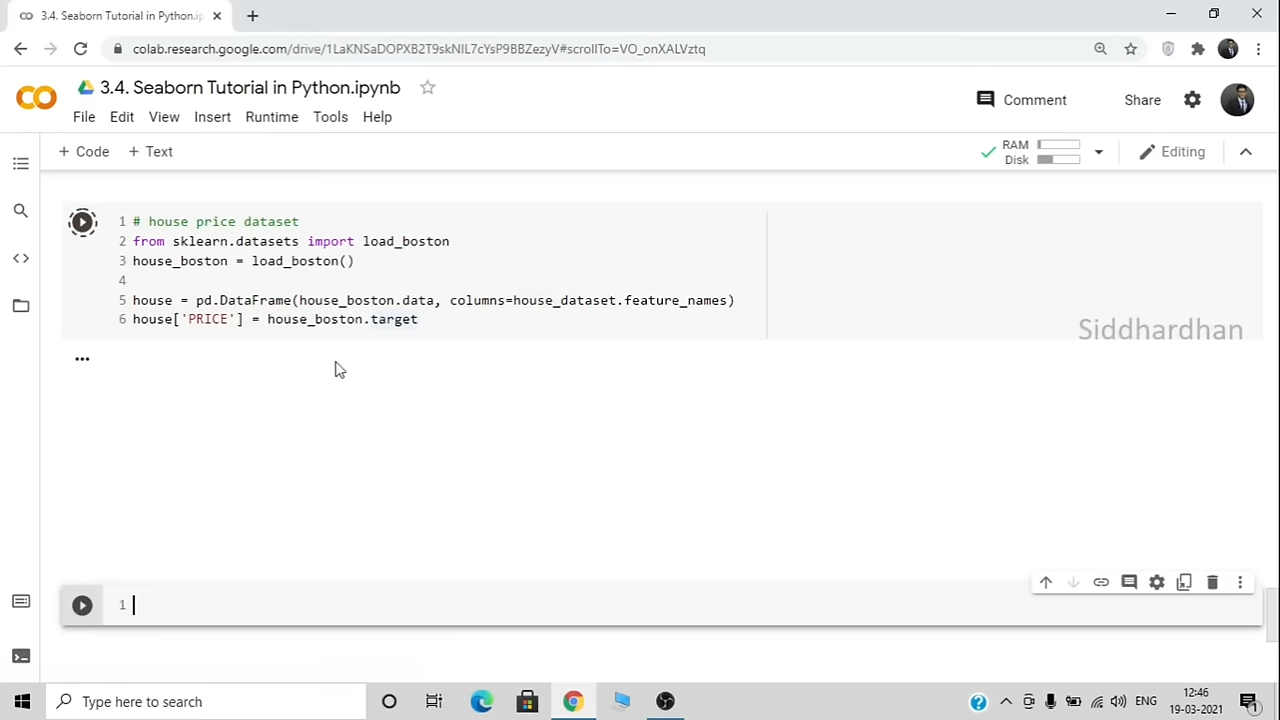 3.4. Seaborn Tutorial in Python.ip
colab.research.google.com/drive/1LaKNSaDOPXB2T9skNIL7cYsP9BBZezyV#scrollTo=VO_onXALVztq
3.4. Seaborn Tutorial in Python.ipynb
Comment
Share
File Edit View Insert Runtime Tools Help
+ Code + Text
RAM
Disk
Editing
1 # house price dataset
2 from sklearn.datasets import load_boston
3 house_boston = load_boston()
4
5 house = pd.DataFrame(house_boston.data, columns=house_dataset.feature_names)
6 house['PRICE'] = house_boston.target
Siddhardhan
...
1
Type here to search
ENG
12:46
19-03-2021